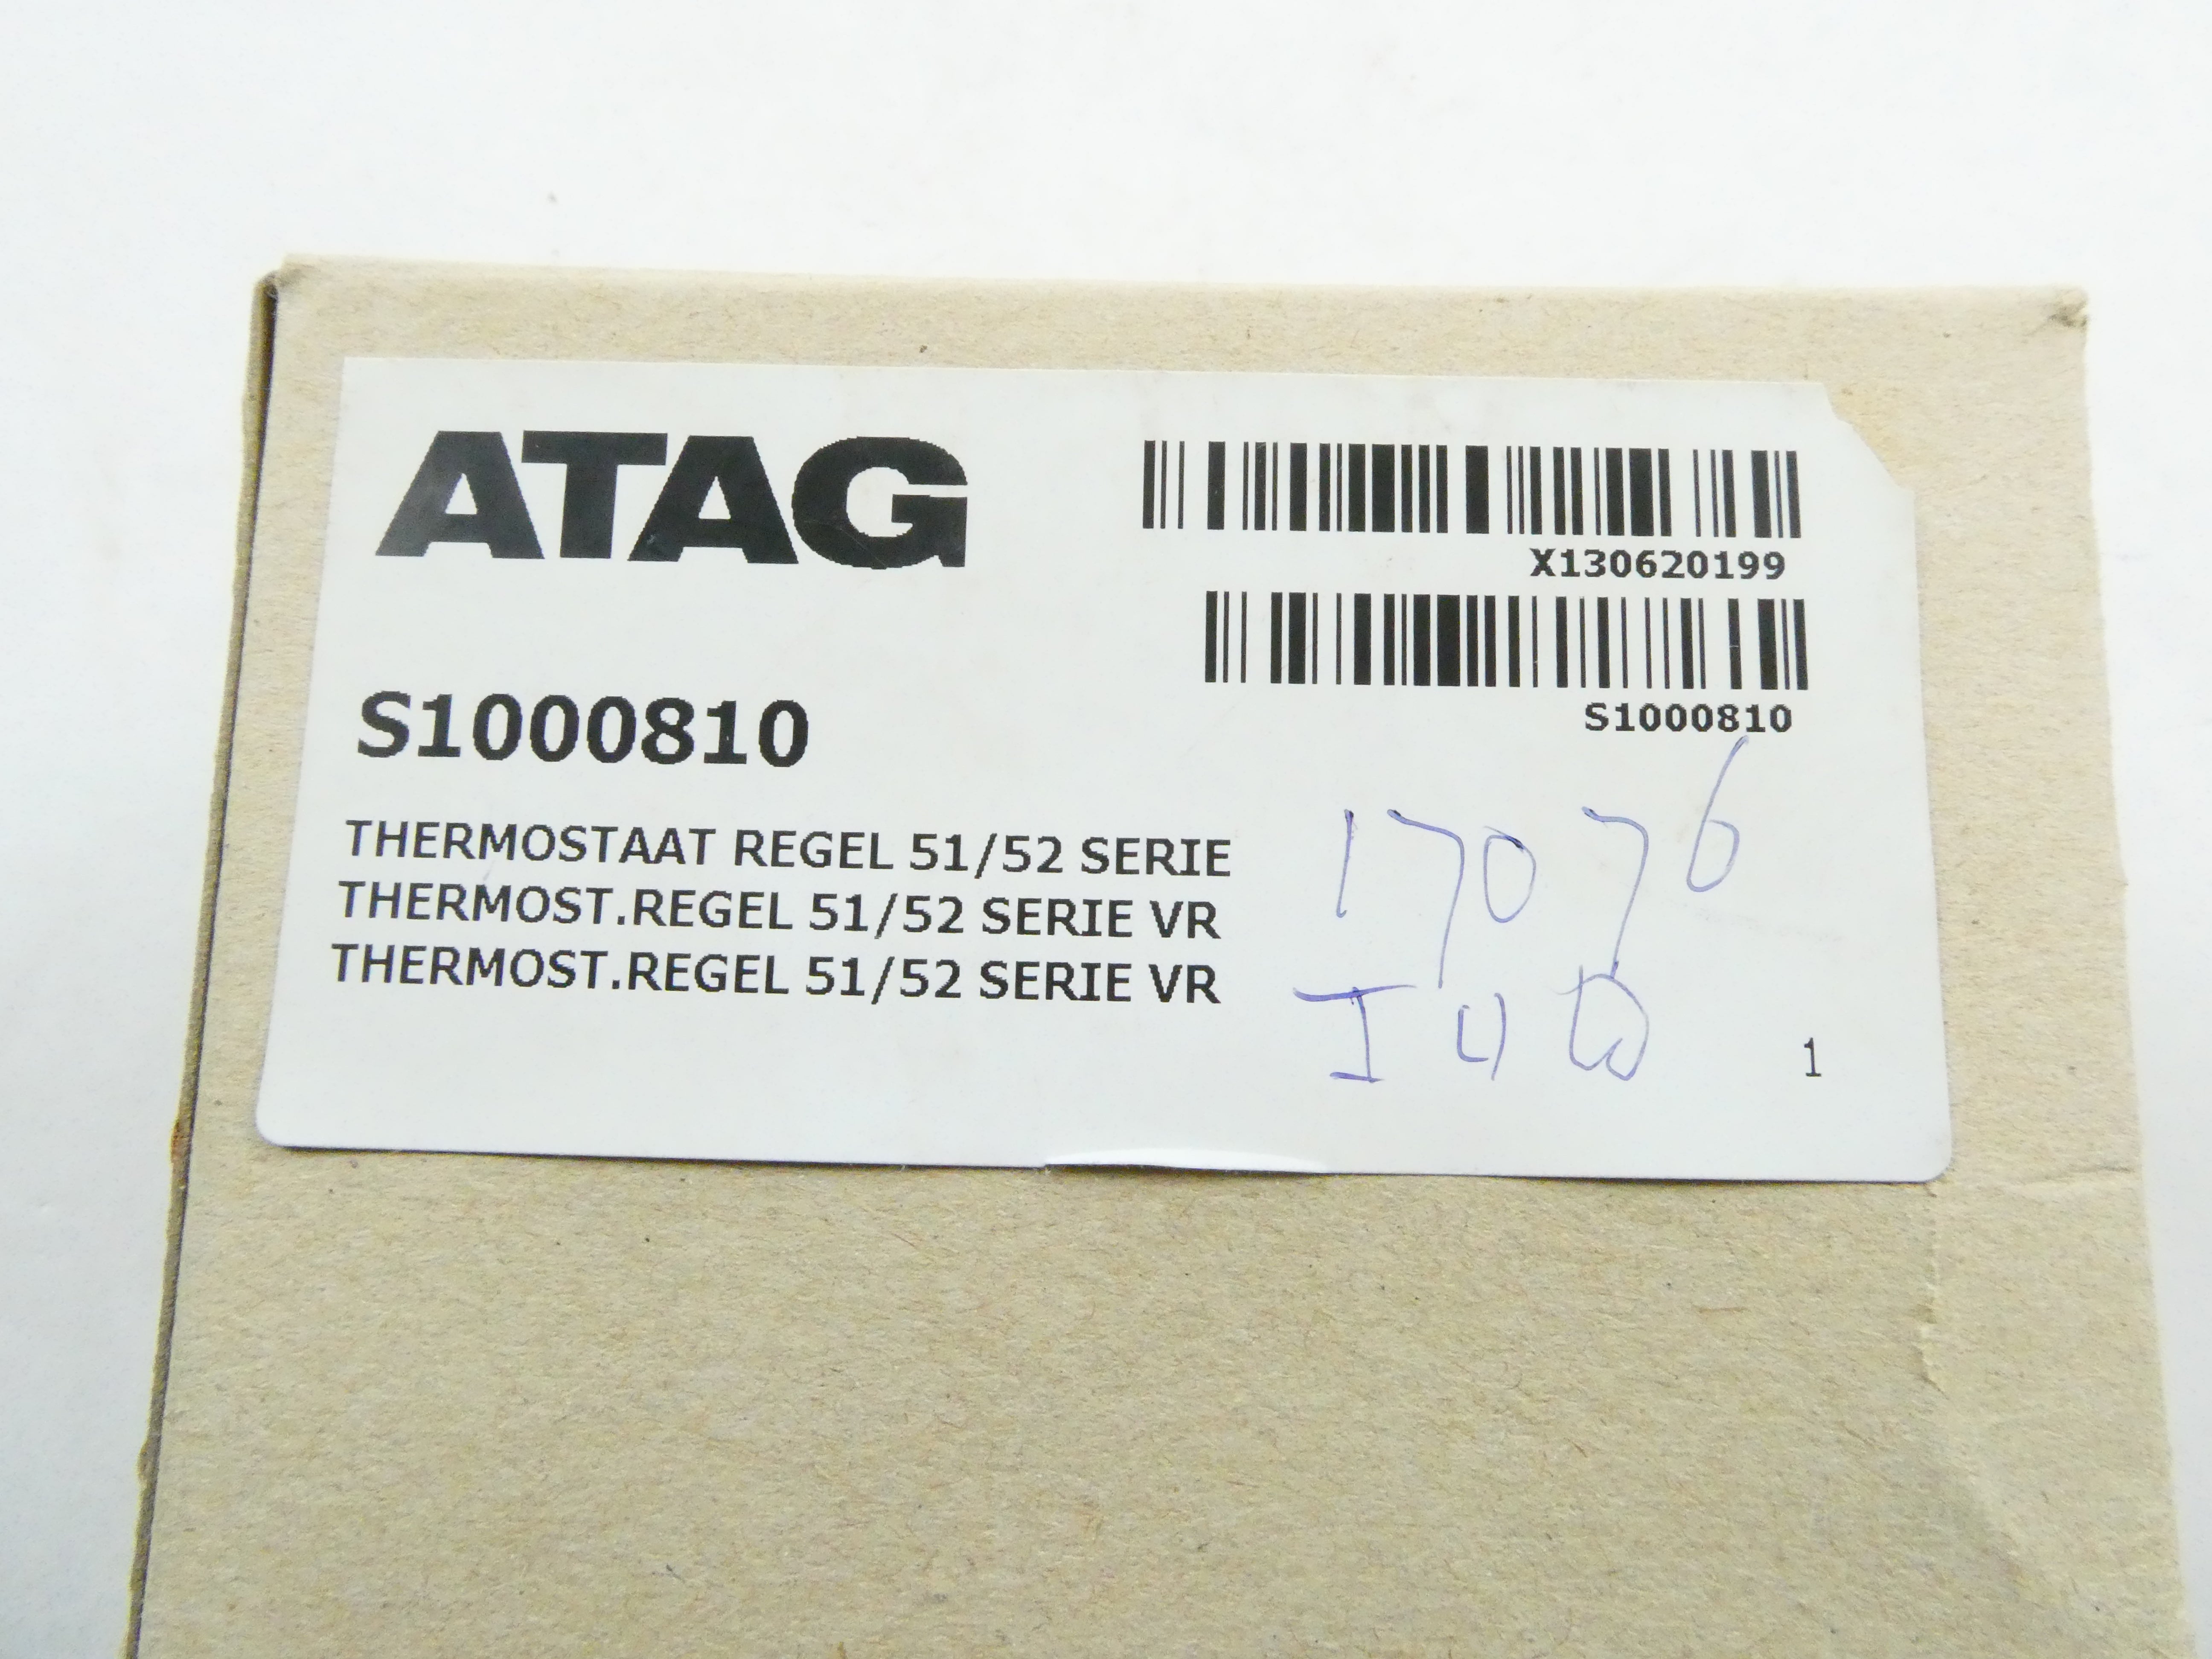 ATAG
X130620199
S1000810
S1000810
THERMOSTAAT REGEL 51/52 SERIE
THERMOST.REGEL 51/52 SERIE VR
THERMOST.REGEL 51/52 SERIE VR
17076
1